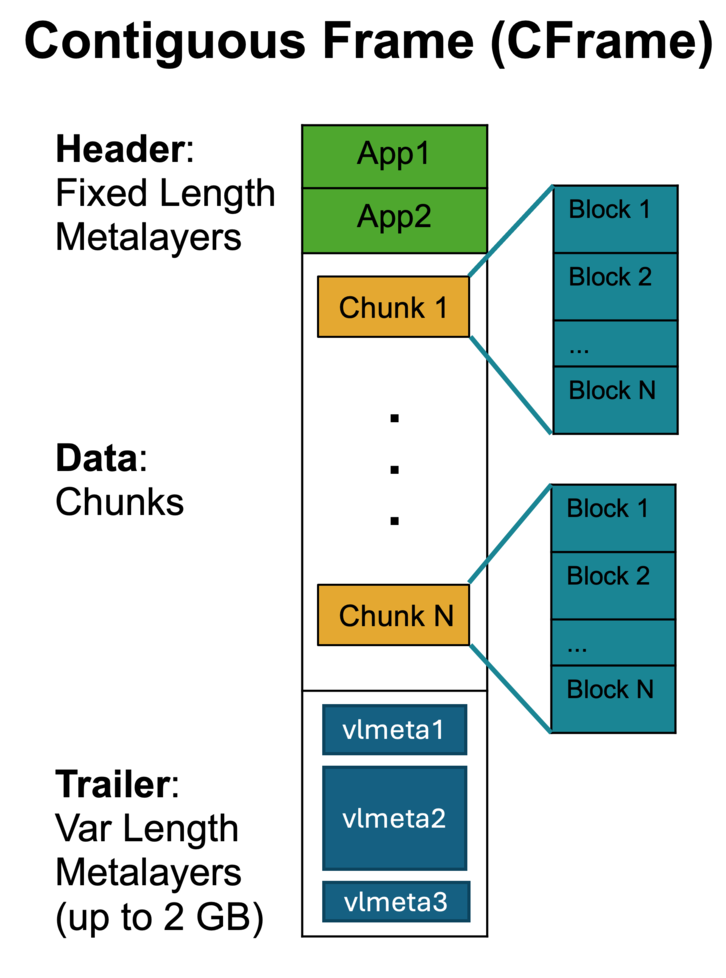 Contiguous Frame (CFrame)
Header:
Fixed Length
Metalayers
App1
App2
Chunk 1
Block 1
Block 2
...
Block N
Data:
Chunks
Chunk N
Block 1
Block 2
...
Block N
Trailer:
Var Length
Metalayers
(up to 2 GB)
vlmeta1
vlmeta2
vlmeta3